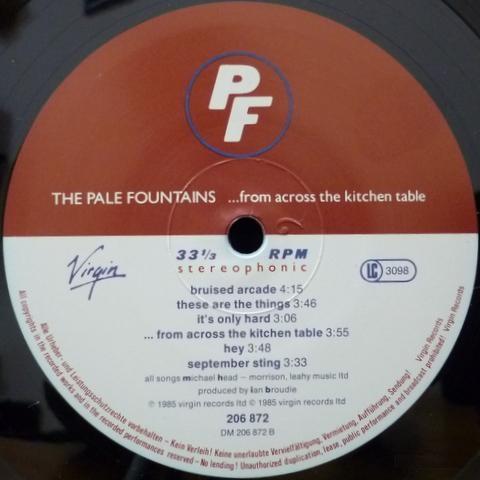 PF
THE PALE FOUNTAINS ...from across the kitchen table
Virgin
33 1/3 RPM
stereophonic
LC 3098
bruised arcade 4:15
these are the things 3:46
it's only hard 3:06
... from across the kitchen table 3:55
hey 3:48
september sting 3:33
all songs michael head – morrison, leahy music ltd
produced by ian broudie
℗ 1985 virgin records ltd © 1985 virgin records ltd
206 872
DM 206 872 B
Alle Urheber- und Leistungsschutzrechte vorbehalten – Kein Verleih! Keine unerlaubte Vervielfältigung, Vermietung, Aufführung, Sendung! Virgin Records
All copyrights in the recorded works and in the recorded performances reserved – No lending! Unauthorized duplication, lease, public performance and broadcast prohibited! Virgin Records